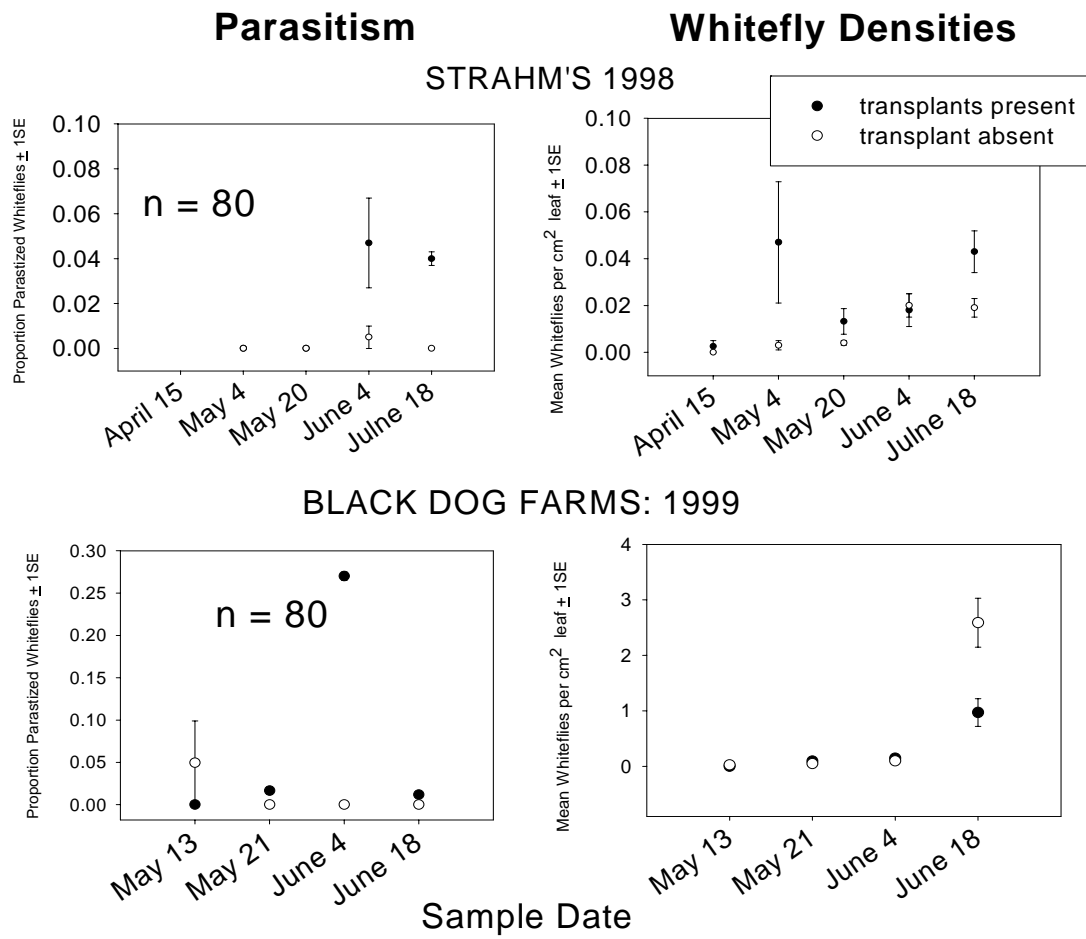 Parasitism
Whitefly Densities
STRAHM'S 1998
transplants present
transplant absent
Proportion Parastized Whiteflies ± 1SE
0.10
0.08
0.06
0.04
0.02
0.00
n = 80
April 15
May 4
May 20
June 4
Julne 18
Mean Whiteflies per cm² leaf ± 1SE
0.10
0.08
0.06
0.04
0.02
0.00
April 15
May 4
May 20
June 4
Julne 18
BLACK DOG FARMS: 1999
Proportion Parastized Whiteflies ± 1SE
0.30
0.25
0.20
0.15
0.10
0.05
0.00
n = 80
May 13
May 21
June 4
June 18
Mean Whiteflies per cm² leaf ± 1SE
4
3
2
1
0
May 13
May 21
June 4
June 18
Sample Date